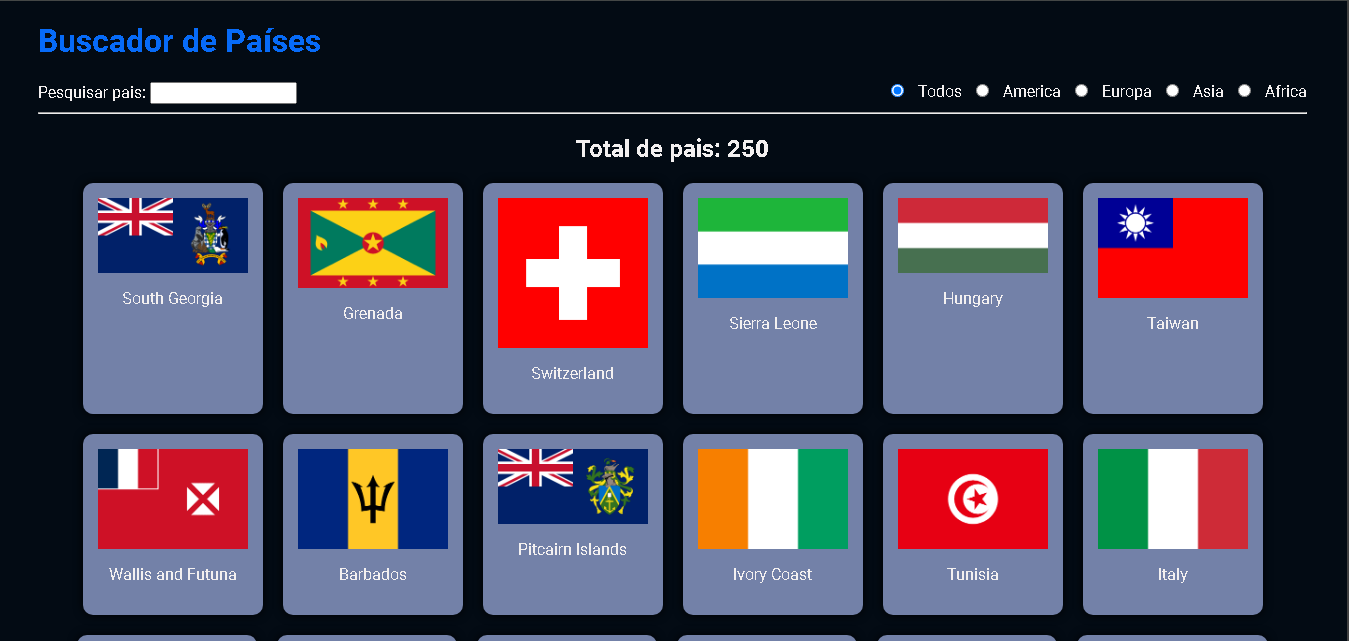 Buscador de Países
Pesquisar pais:
Todos America Europa Asia Africa
Total de pais: 250
South Georgia
Grenada
Switzerland
Sierra Leone
Hungary
Taiwan
Wallis and Futuna
Barbados
Pitcairn Islands
Ivory Coast
Tunisia
Italy